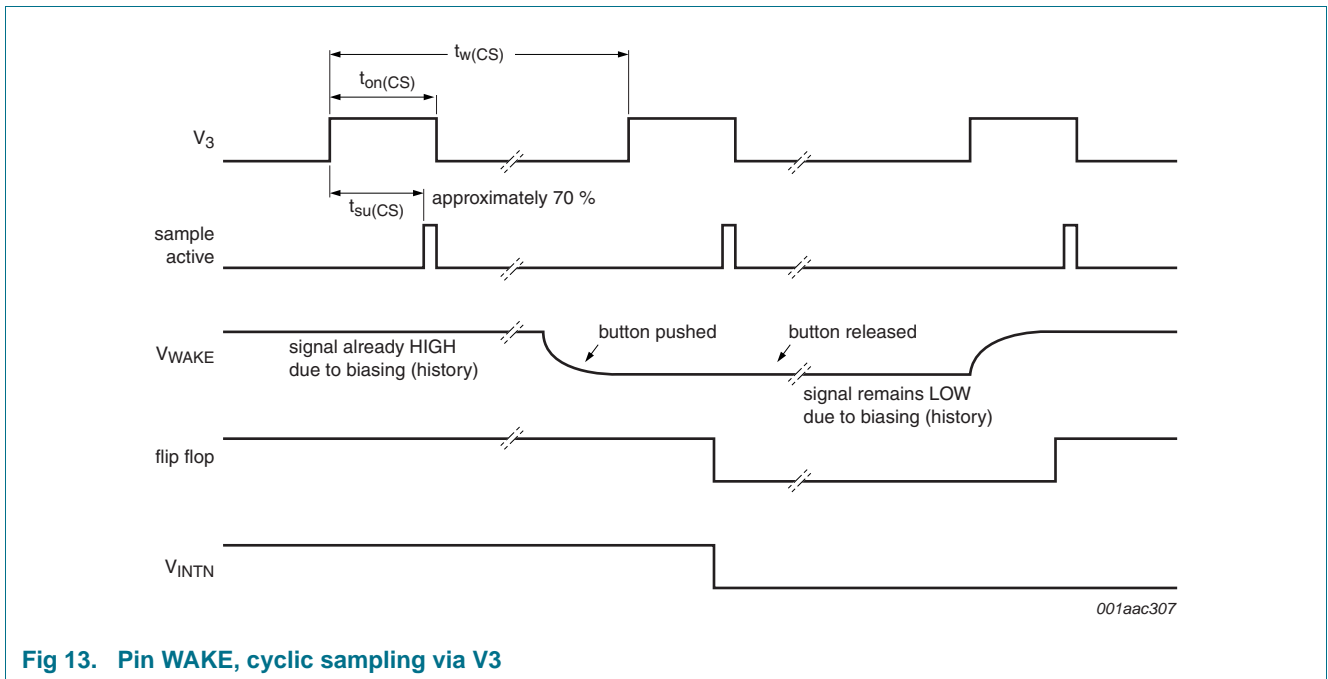 tw(CS)
ton(CS)
V3
tsu(CS)
approximately 70 %
sample
active
VWAKE
signal already HIGH
due to biasing (history)
button pushed
button released
signal remains LOW
due to biasing (history)
flip flop
VINTN
001aac307
Fig 13. Pin WAKE, cyclic sampling via V3